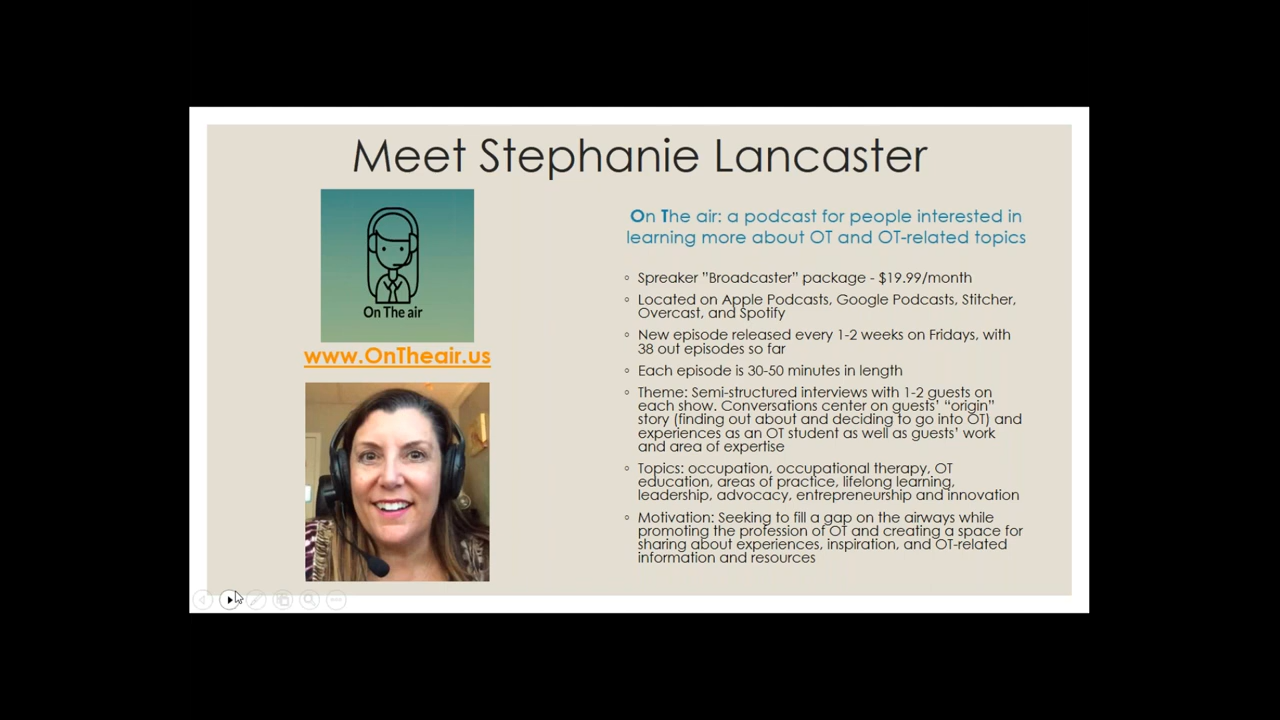 Meet Stephanie Lancaster
On The air
www.OnTheair.us
On The air: a podcast for people interested in
learning more about OT and OT-related topics
◦ Spreaker ”Broadcaster” package - $19.99/month
◦ Located on Apple Podcasts, Google Podcasts, Stitcher,
Overcast, and Spotify
◦ New episode released every 1-2 weeks on Fridays, with
38 out episodes so far
◦ Each episode is 30-50 minutes in length
◦ Theme: Semi-structured interviews with 1-2 guests on
each show. Conversations center on guests’ “origin”
story (finding out about and deciding to go into OT) and
experiences as an OT student as well as guests’ work
and area of expertise
◦ Topics: occupation, occupational therapy, OT
education, areas of practice, lifelong learning,
leadership, advocacy, entrepreneurship and innovation
◦ Motivation: Seeking to fill a gap on the airways while
promoting the profession of OT and creating a space for
sharing about experiences, inspiration, and OT-related
information and resources